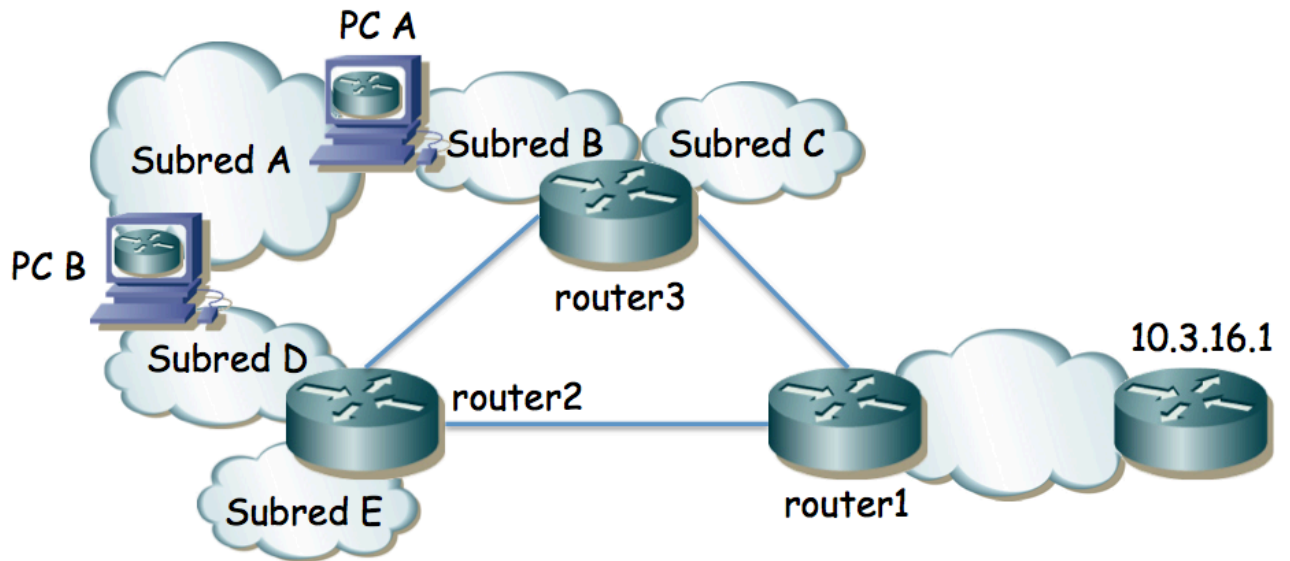 PC A
Subred A
Subred B
Subred C
PC B
router3
Subred D
10.3.16.1
router2
router1
Subred E